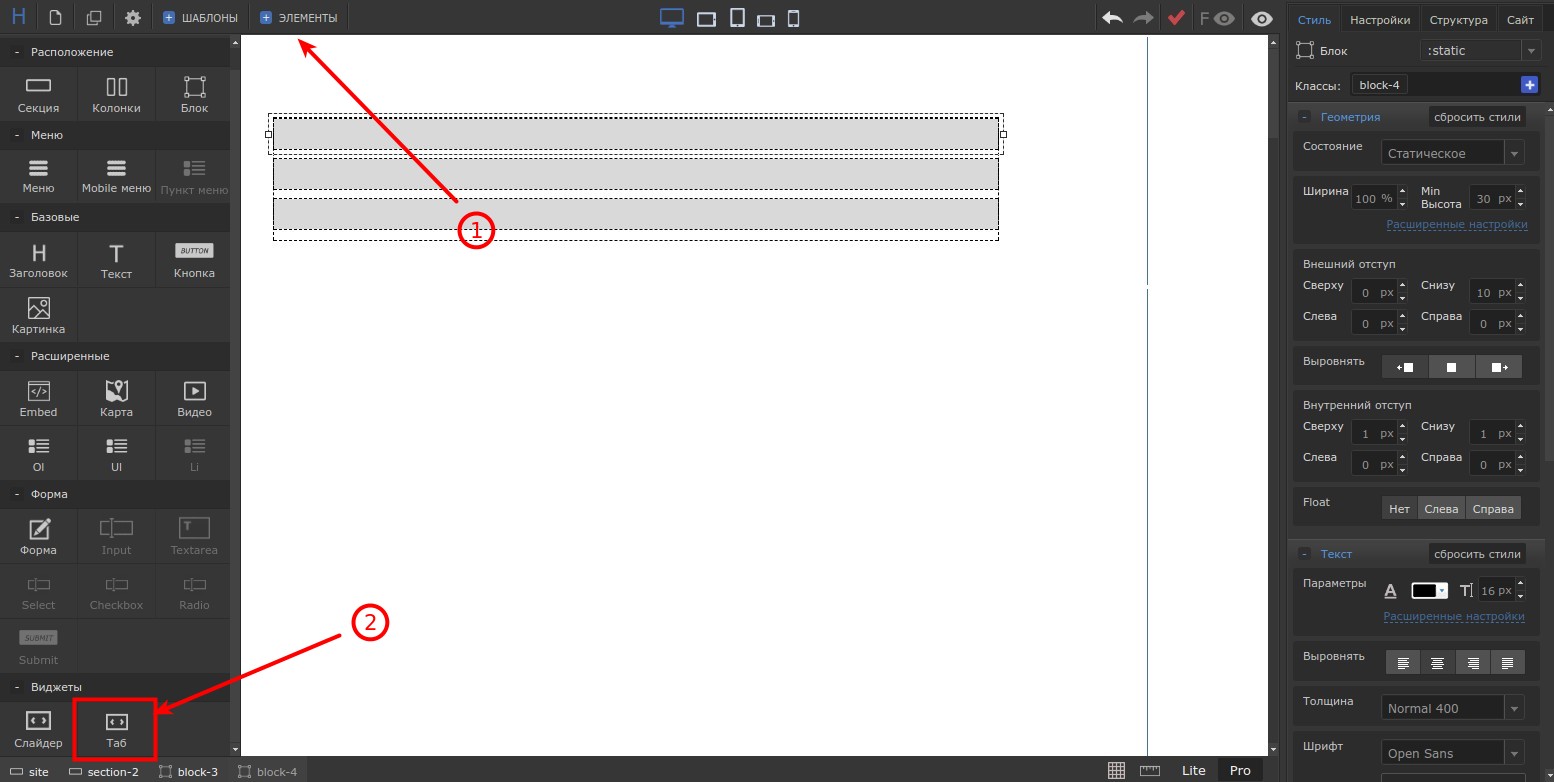 H ШАБЛОНЫ ЭЛЕМЕНТЫ F
Расположение
Секция Колонки Блок
Меню
Меню Mobile меню Пункт меню
Базовые
H T BUTTON
Заголовок Текст Кнопка
Картинка
Расширенные
Embed Карта Видео
Ol Ul Li
Форма
T
Форма Input Textarea
Select Checkbox Radio
SUBMIT
Submit
Виджеты
Слайдер Таб
1
2
site section-2 block-3 block-4
Lite Pro
Стиль Настройки Структура Сайт
Блок :static
Классы: block-4
Геометрия сбросить стили
Состояние Статическое
Ширина 100 % Min Высота 30 px
Расширенные настройки
Внешний отступ
Сверху 0 px Снизу 10 px
Слева 0 px Справа 0 px
Выровнять
Внутренний отступ
Сверху 1 px Снизу 1 px
Слева 0 px Справа 0 px
Float Нет Слева Справа
Текст сбросить стили
Параметры A T 16 px
Расширенные настройки
Выровнять
Толщина Normal 400
Шрифт Open Sans